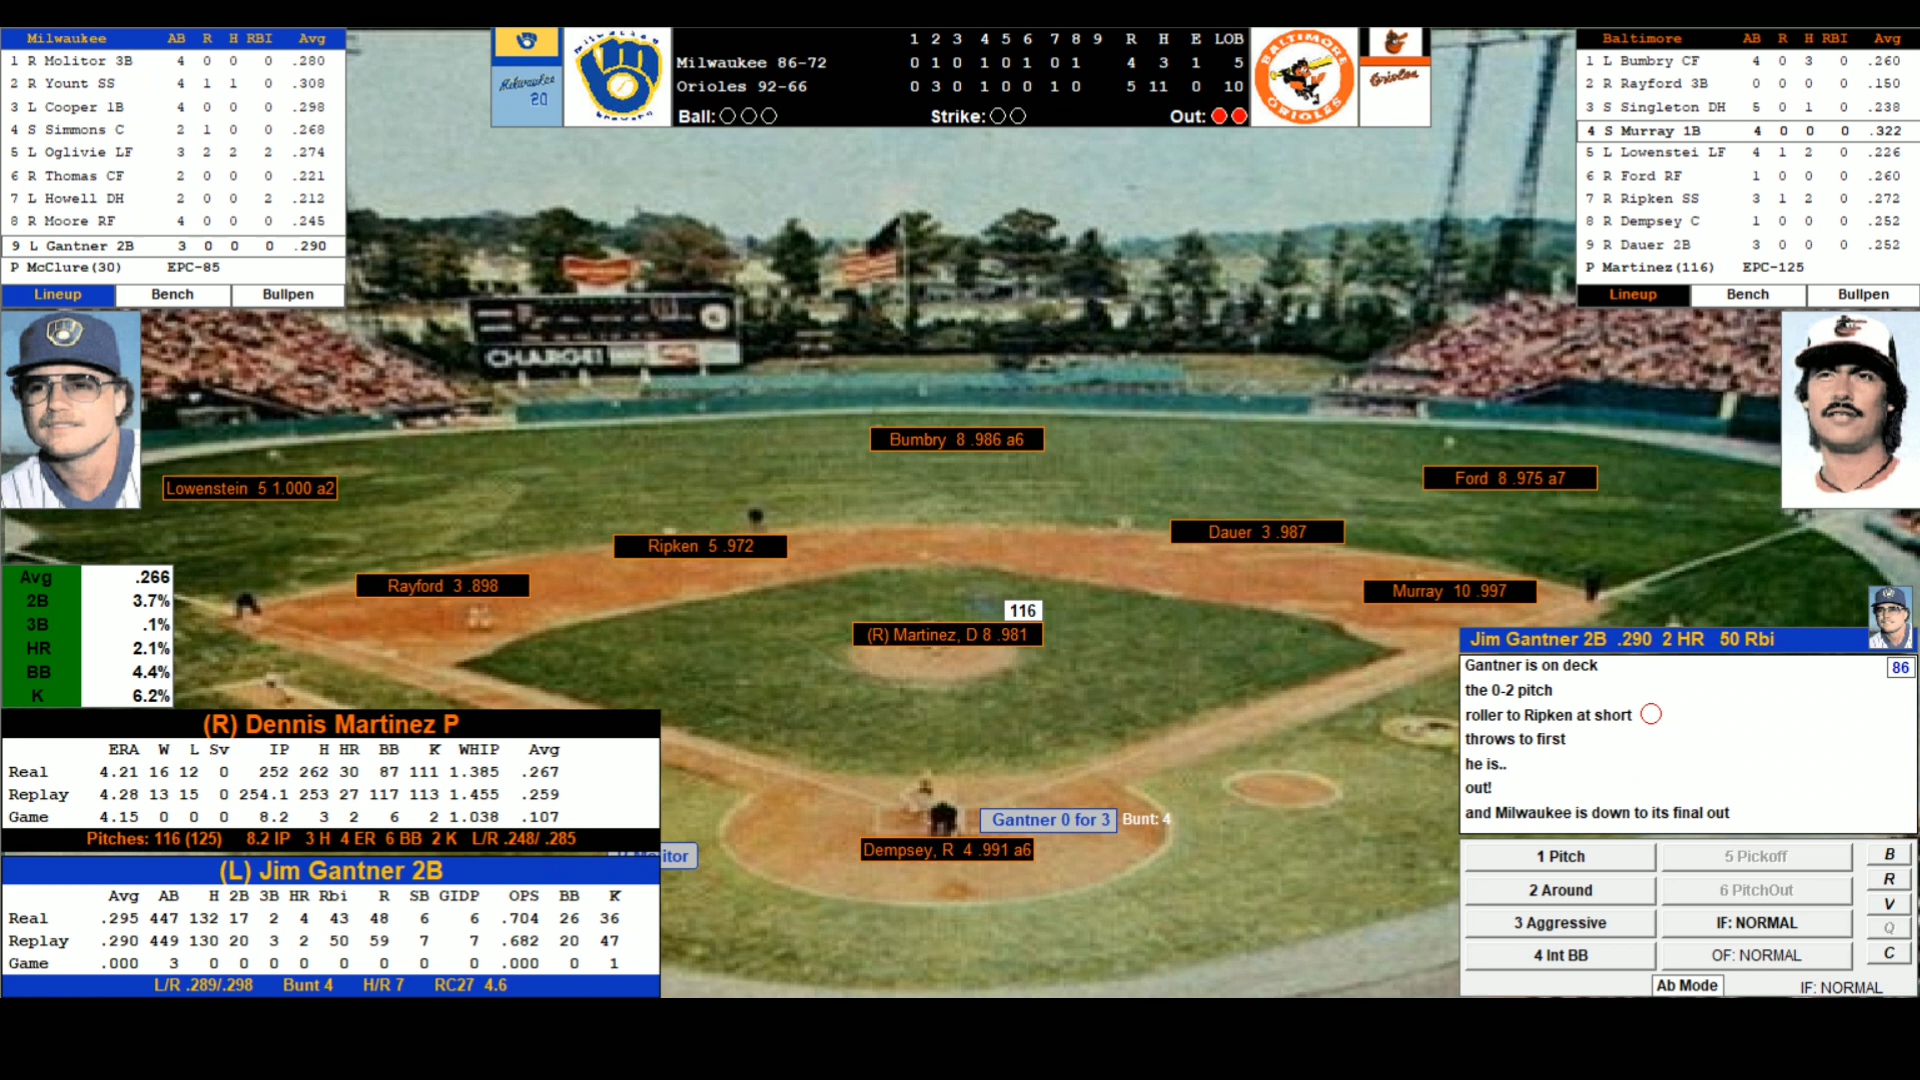 Milwaukee AB R H RBI Avg
1 R Molitor 3B 4 0 0 0 .280
2 R Yount SS 4 1 1 0 .308
3 L Cooper 1B 4 0 0 0 .298
4 S Simmons C 2 1 0 0 .268
5 L Oglivie LF 3 2 2 2 .274
6 R Thomas CF 2 0 0 0 .221
7 L Howell DH 2 0 0 2 .212
8 R Moore RF 4 0 0 0 .245
9 L Gantner 2B 3 0 0 0 .290
P McClure(30) EPC-85
Lineup Bench Bullpen
Milwaukee
20
1 2 3 4 5 6 7 8 9 R H E LOB
Milwaukee 86-72 0 1 0 1 0 1 0 1 4 3 1 5
Orioles 92-66 0 3 0 1 0 0 1 0 5 11 0 10
Ball: Strike: Out:
BALTIMORE
ORIOLES
Orioles
Baltimore AB R H RBI Avg
1 L Bumbry CF 4 0 3 0 .260
2 R Rayford 3B 0 0 0 0 .150
3 S Singleton DH 5 0 1 0 .238
4 S Murray 1B 4 0 0 0 .322
5 L Lowenstei LF 4 1 2 0 .226
6 R Ford RF 1 0 0 0 .260
7 R Ripken SS 3 1 2 0 .272
8 R Dempsey C 1 0 0 0 .252
9 R Dauer 2B 3 0 0 0 .252
P Martinez(116) EPC-125
Lineup Bench Bullpen
CHARGE!
Bumbry 8 .986 a6
Lowenstein 5 1.000 a2
Ford 8 .975 a7
Ripken 5 .972
Dauer 3 .987
Rayford 3 .898
Murray 10 .997
116
(R) Martinez, D 8 .981
Avg .266
2B 3.7%
3B .1%
HR 2.1%
BB 4.4%
K 6.2%
Gantner 0 for 3 Bunt: 4
Dempsey, R 4 .991 a6
(R) Dennis Martinez P
ERA W L Sv IP H HR BB K WHIP Avg
Real 4.21 16 12 0 252 262 30 87 111 1.385 .267
Replay 4.28 13 15 0 254.1 253 27 117 113 1.455 .259
Game 4.15 0 0 0 8.2 3 2 6 2 1.038 .107
Pitches: 116 (125) 8.2 IP 3 H 4 ER 6 BB 2 K L/R .248/ .285
(L) Jim Gantner 2B
Avg AB H 2B 3B HR Rbi R SB GIDP OPS BB K
Real .295 447 132 17 2 4 43 48 6 6 .704 26 36
Replay .290 449 130 20 3 2 50 59 7 7 .682 20 47
Game .000 3 0 0 0 0 0 0 0 0 .000 0 1
L/R .289/.298 Bunt 4 H/R 7 RC27 4.6
Jim Gantner 2B .290 2 HR 50 Rbi
Gantner is on deck 86
the 0-2 pitch
roller to Ripken at short
throws to first
he is..
out!
and Milwaukee is down to its final out
1 Pitch 5 Pickoff B
2 Around 6 PitchOut R
3 Aggressive IF: NORMAL V
Q
4 Int BB OF: NORMAL C
Ab Mode IF: NORMAL